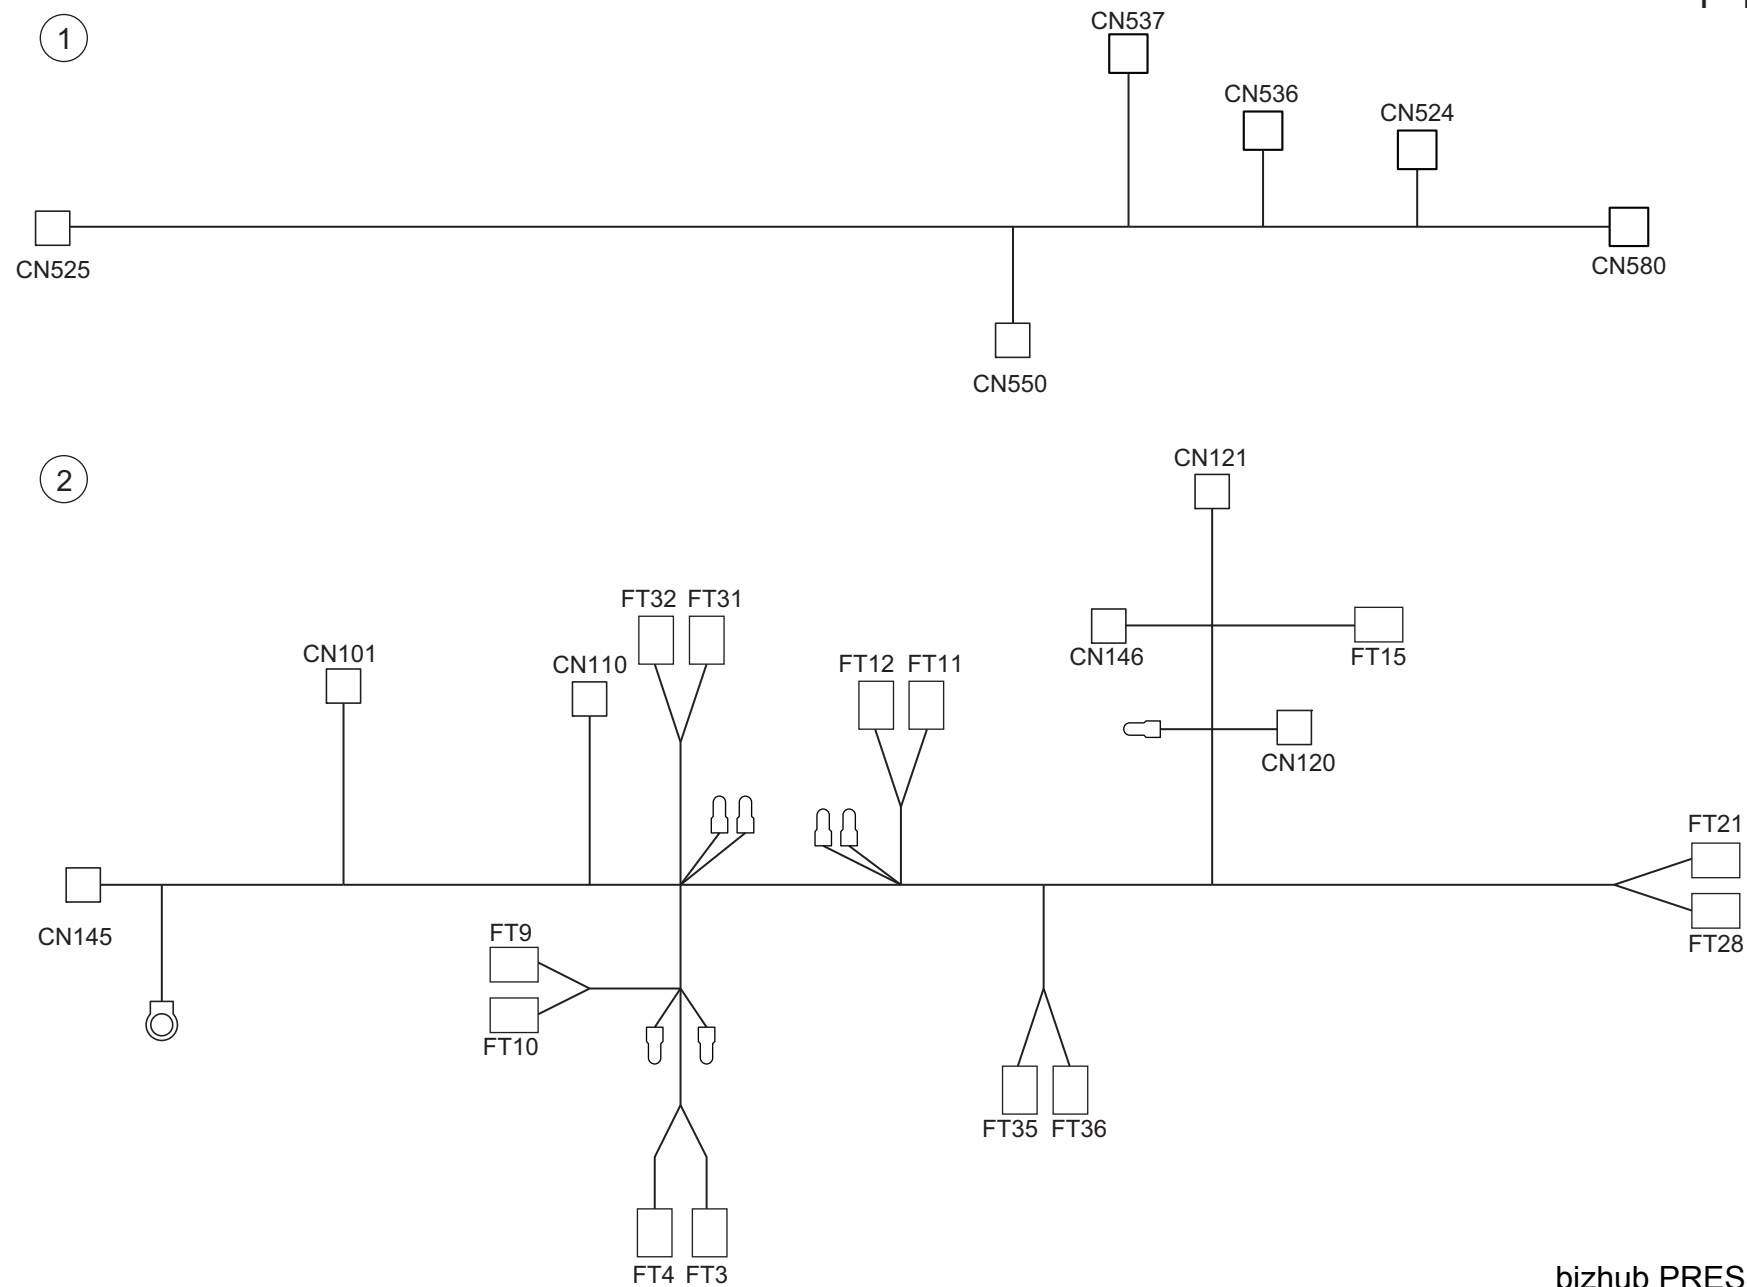 1
CN537
CN536
CN524
CN525
CN580
CN550
2
CN121
FT32 FT31
CN101
CN110
FT12 FT11
CN146
FT15
CN120
FT21
CN145
FT9
FT28
FT10
FT35 FT36
FT4 FT3
bizhub PRES